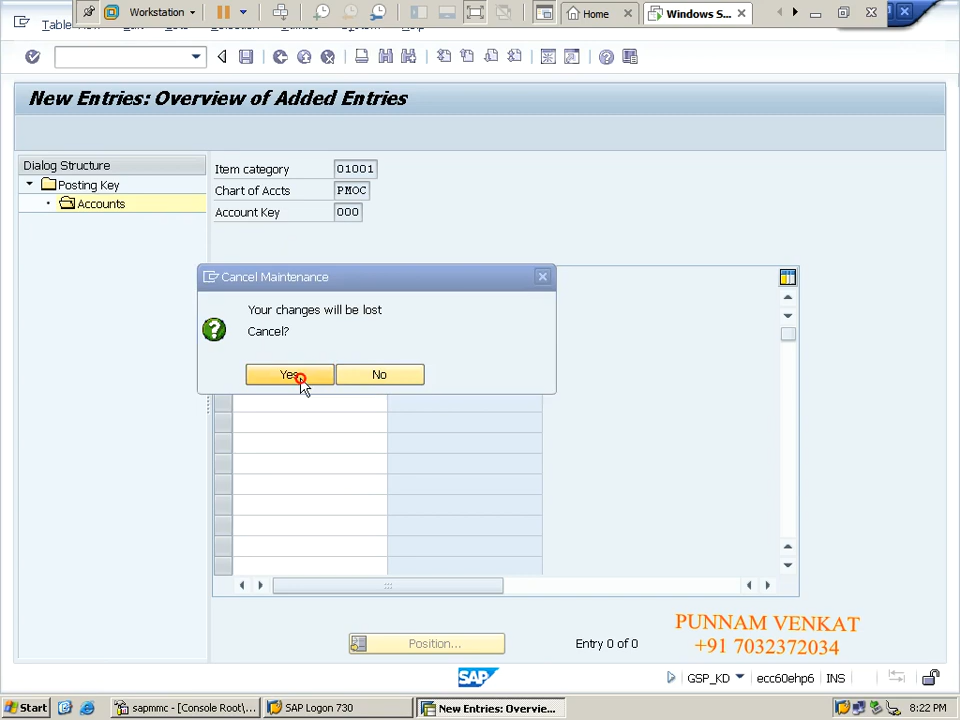 Workstation
Home
Windows S...
New Entries: Overview of Added Entries
Dialog Structure
Posting Key
Accounts
Item category 01001
Chart of Accts PMOC
Account Key 000
Cancel Maintenance
Your changes will be lost
Cancel?
Yes
No
Position...
Entry 0 of 0
PUNNAM VENKAT
+91 7032372034
SAP
GSP_KD
ecc60ehp6
INS
Start
sapmmc - [Console Root\...
SAP Logon 730
New Entries: Overvie...
8:22 PM